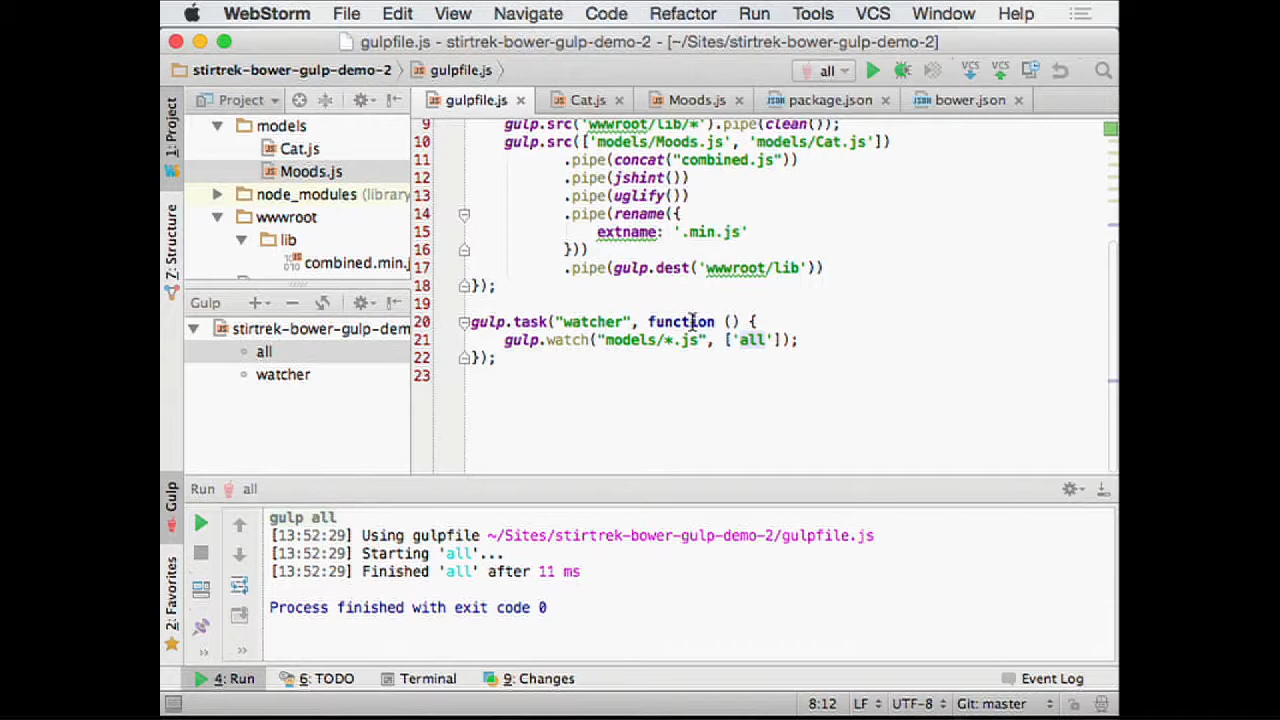 WebStorm File Edit View Navigate Code Refactor Run Tools VCS Window Help
gulpfile.js - stirtrek-bower-gulp-demo-2 - [~/Sites/stirtrek-bower-gulp-demo-2]
stirtrek-bower-gulp-demo-2 gulpfile.js all VCS VCS
1: Project
Z: Structure
Gulp
2: Favorites
Project
models
Cat.js
Moods.js
node_modules (library
wwwroot
lib
combined.min.j
Gulp
stirtrek-bower-gulp-dem
all
watcher
gulpfile.js Cat.js Moods.js package.json bower.json
9 gulp.src('wwwroot/lib/*').pipe(clean());
10 gulp.src(['models/Moods.js', 'models/Cat.js'])
11 .pipe(concat("combined.js"))
12 .pipe(jshint())
13 .pipe(uglify())
14 .pipe(rename({
15 extname: '.min.js'
16 }))
17 .pipe(gulp.dest('wwwroot/lib'))
18 });
19
20 gulp.task("watcher", function () {
21 gulp.watch("models/*.js", ['all']);
22 });
23
Run all
gulp all
[13:52:29] Using gulpfile ~/Sites/stirtrek-bower-gulp-demo-2/gulpfile.js
[13:52:29] Starting 'all'...
[13:52:29] Finished 'all' after 11 ms
Process finished with exit code 0
4: Run 6: TODO Terminal 9: Changes Event Log
8:12 LF UTF-8 Git: master